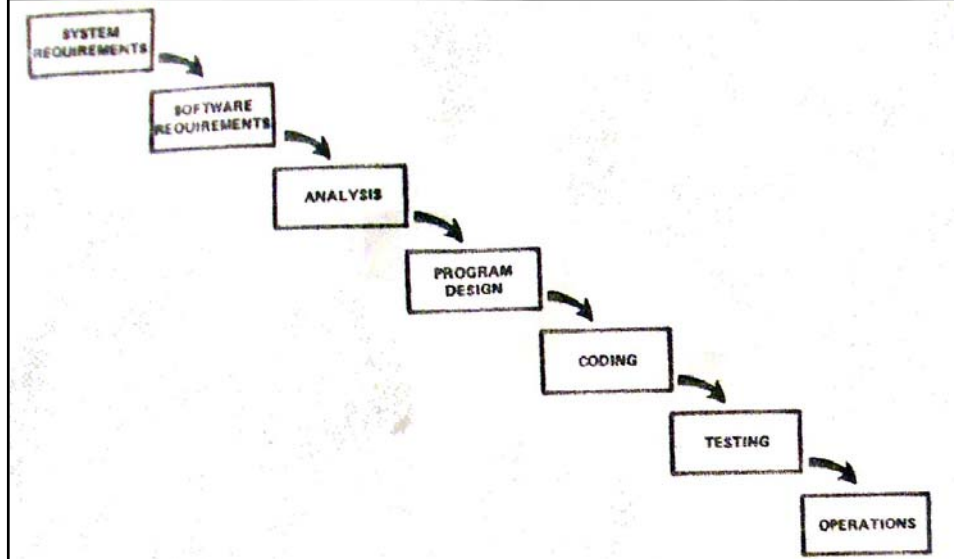 SYSTEM
REQUIREMENTS
SOFTWARE
REQUIREMENTS
ANALYSIS
PROGRAM
DESIGN
CODING
TESTING
OPERATIONS